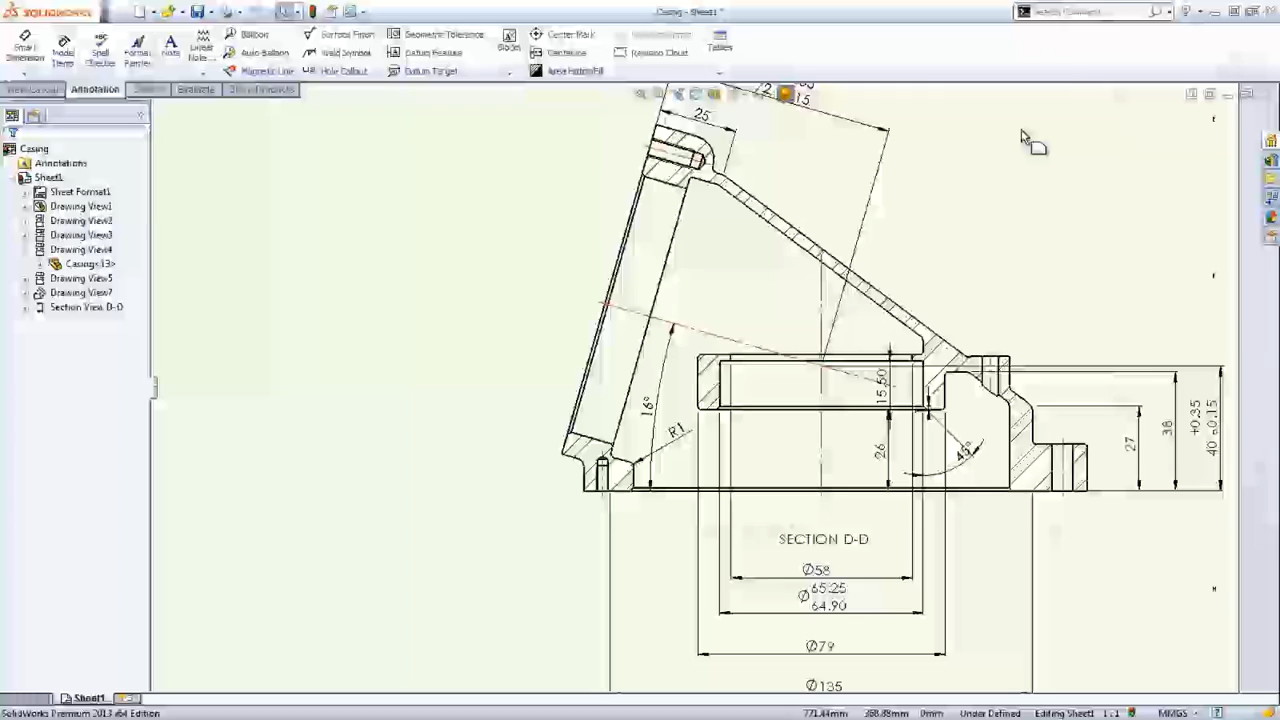 SOLIDWORKS
Casing - Sheet1 *
Smart Dimension
Model Items
Spell Checker
Format Painter
Note
Linear Note...
Balloon
Auto Balloon
Magnetic Line
Surface Finish
Weld Symbol
Hole Callout
Geometric Tolerance
Datum Feature
Datum Target
Blocks
Center Mark
Centerline
Area Hatch/Fill
Revision Cloud
Tables
Annotation
Evaluate
Casing
Annotations
Sheet1
Sheet Format1
Drawing View1
Drawing View2
Drawing View3
Drawing View4
Casing<13>
Drawing View5
Drawing View7
Section View D-D
25
15
16°
R1
15.50
26
45°
27
38
+0.35
40 -0.15
SECTION D-D
Ø58
65.25
Ø
64.90
Ø79
Ø135
Sheet1
SolidWorks Premium 2013 x64 Edition
771.44mm
368.88mm
0mm
Under Defined
Editing Sheet1
1 : 1
MMGS